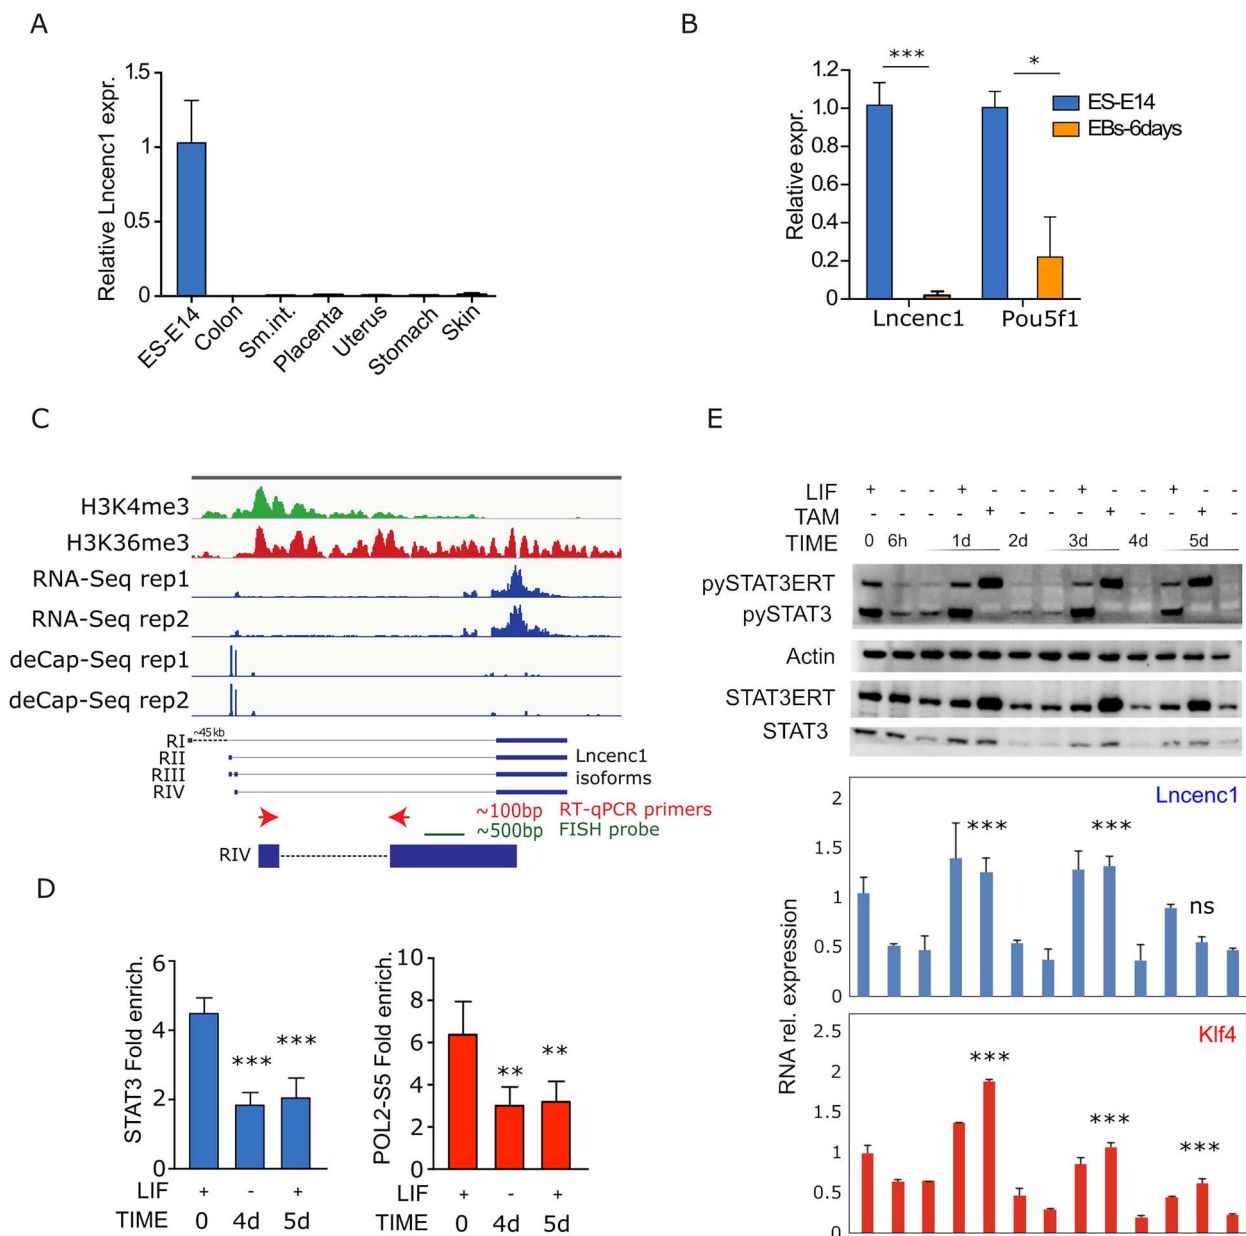 A
Relative Lncenc1 expr.
1.5
1
0.5
0
ES-E14
Colon
Sm.int.
Placenta
Uterus
Stomach
Skin
B
Relative expr.
1.2
1.0
0.8
0.6
0.4
0.2
0
***
*
ES-E14
EBs-6days
Lncenc1
Pou5f1
C
H3K4me3
H3K36me3
RNA-Seq rep1
RNA-Seq rep2
deCap-Seq rep1
deCap-Seq rep2
~45kb
RI
RII
Lncenc1
RIII
isoforms
RIV
~100bp RT-qPCR primers
~500bp FISH probe
RIV
D
STAT3 Fold enrich.
6
4
2
0
***
***
POL2-S5 Fold enrich.
10
8
6
4
2
0
**
**
+ - + LIF + - +
0 4d 5d TIME 0 4d 5d
LIF
TIME
E
LIF + - - + - - - + - - + - -
TAM - - - - + - - - + - - + -
TIME 0 6h 1d 2d 3d 4d 5d
pySTAT3ERT
pySTAT3
Actin
STAT3ERT
STAT3
RNA rel. expression
2
1.5
1
0.5
0
Lncenc1
***
***
ns
2.5
2
1.5
1
0.5
0
Klf4
***
***
***